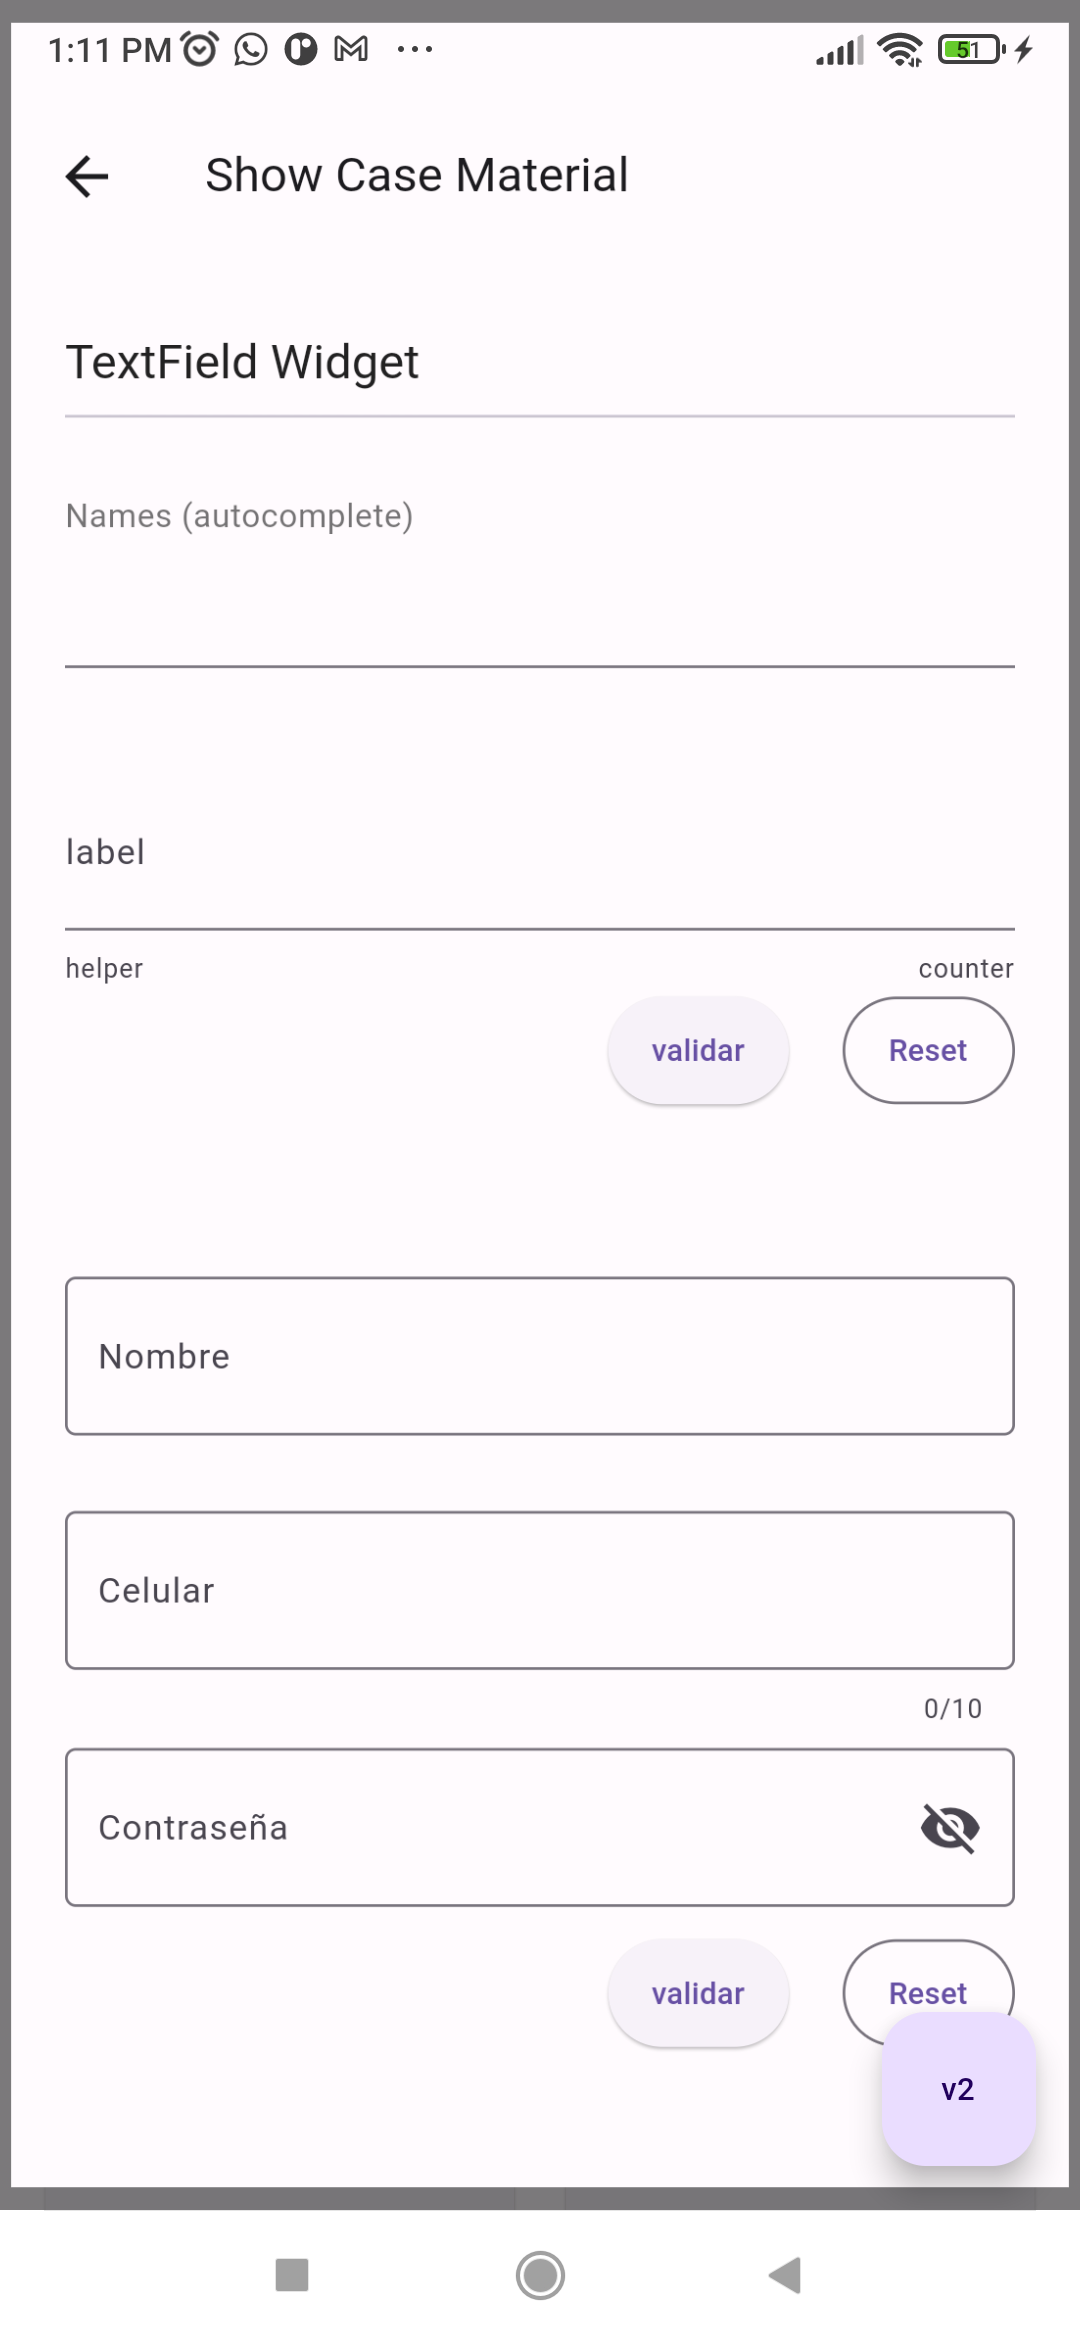 1:11 PM 51
Show Case Material
TextField Widget
Names (autocomplete)
label
helper counter
validar Reset
Nombre
Celular
0/10
Contraseña
validar Reset
v2